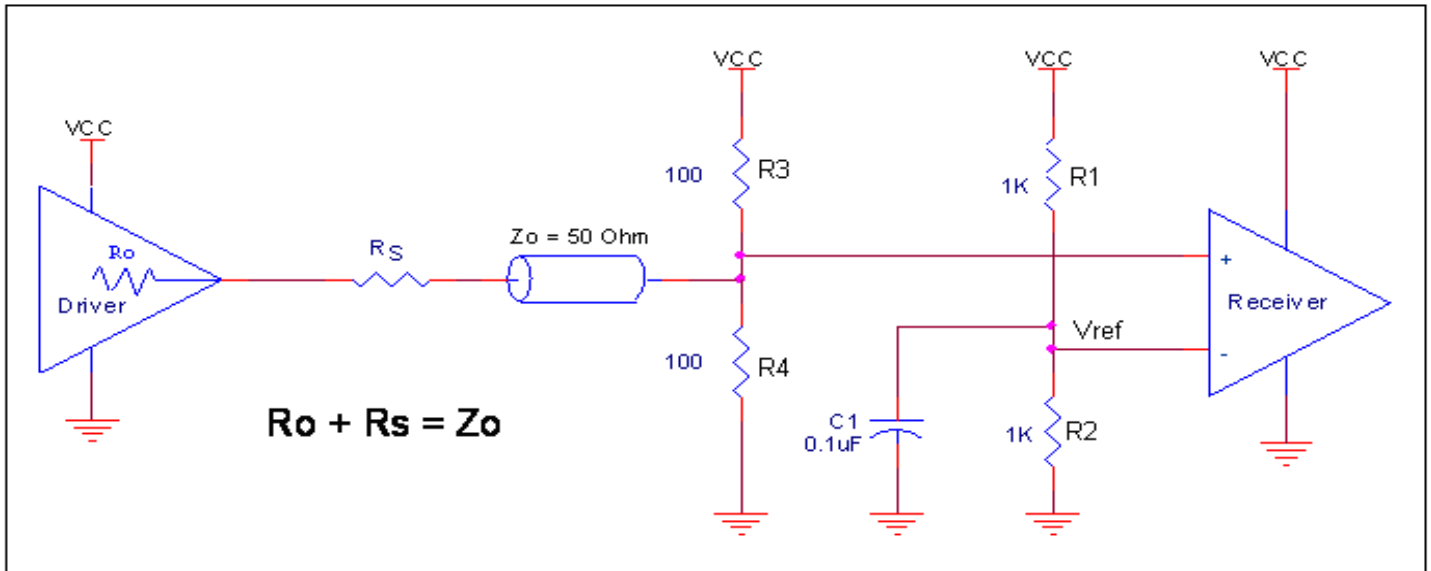 VCC
VCC
VCC
VCC
R3
100
R1
1K
Ro
Driver
RS
Zo = 50 Ohm
+
Receiver
Vref
-
100
R4
Ro + Rs = Zo
C1
0.1uF
1K
R2